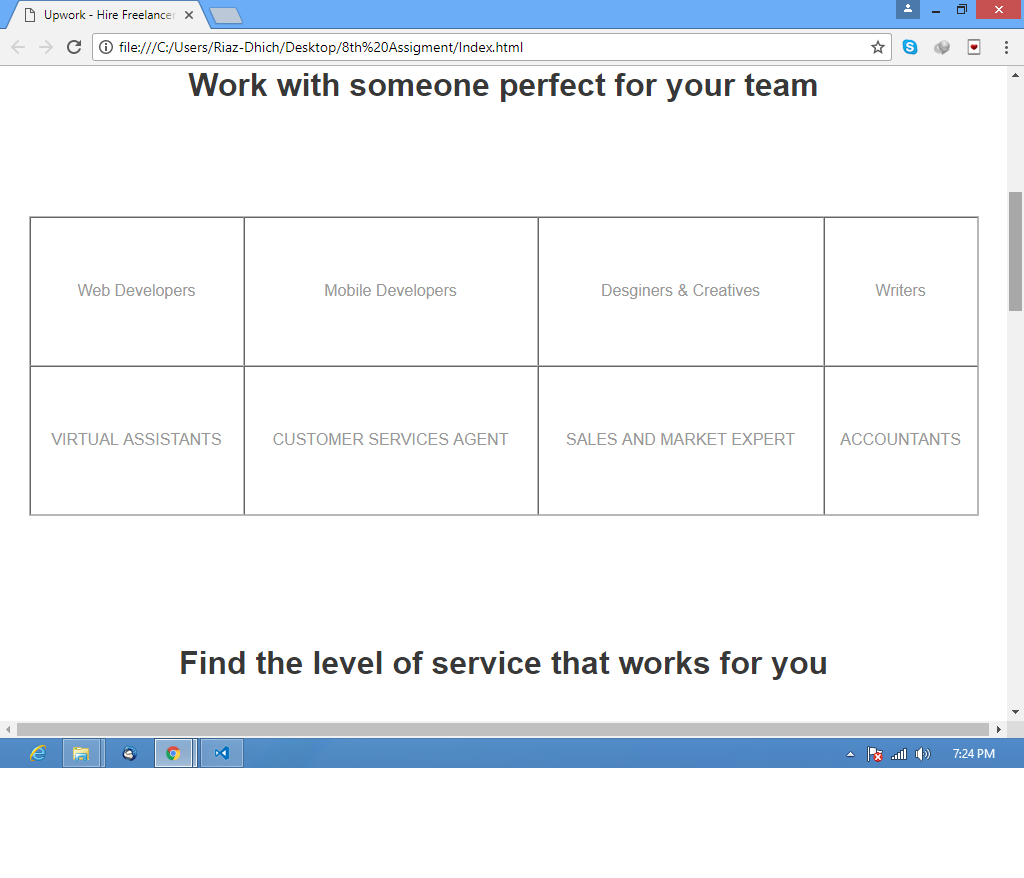 Upwork - Hire Freelancer
file:///C:/Users/Riaz-Dhich/Desktop/8th%20Assigment/Index.html
Work with someone perfect for your team
Web Developers Mobile Developers Desginers & Creatives Writers
VIRTUAL ASSISTANTS CUSTOMER SERVICES AGENT SALES AND MARKET EXPERT ACCOUNTANTS
Find the level of service that works for you
7:24 PM